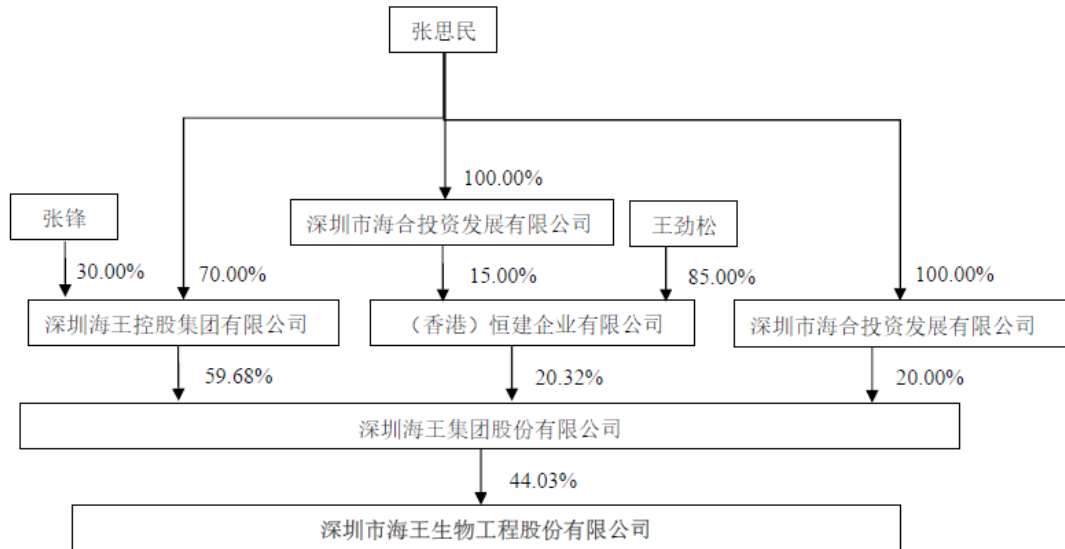 张思民
100.00%
张锋
深圳市海合投资发展有限公司
王劲松
30.00%
70.00%
15.00%
85.00%
100.00%
深圳海王控股集团有限公司
（香港）恒建企业有限公司
深圳市海合投资发展有限公司
59.68%
20.32%
20.00%
深圳海王集团股份有限公司
44.03%
深圳市海王生物工程股份有限公司